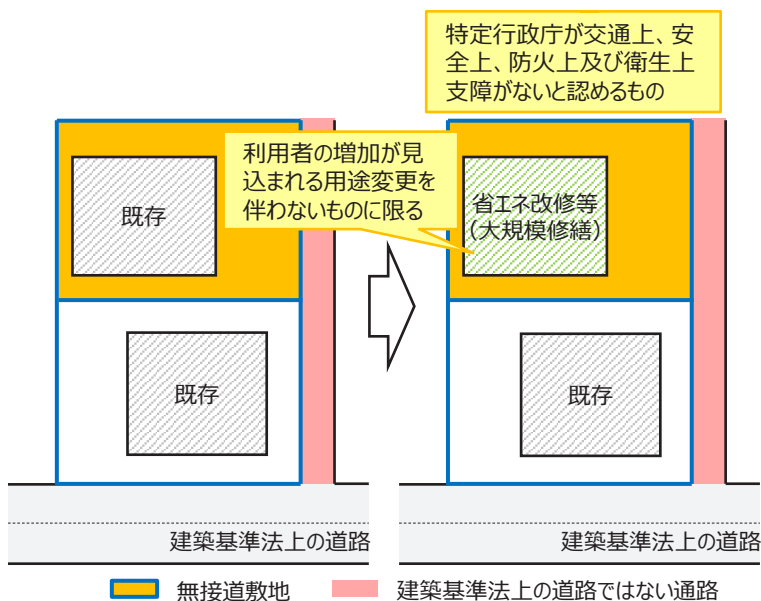 特定行政庁が交通上、安
全上、防火上及び衛生上
支障がないと認めるもの
利用者の増加が見
込まれる用途変更を
伴わないものに限る
既存
省エネ改修等
（大規模修繕）
既存
既存
建築基準法上の道路
建築基準法上の道路
無接道敷地
建築基準法上の道路ではない通路